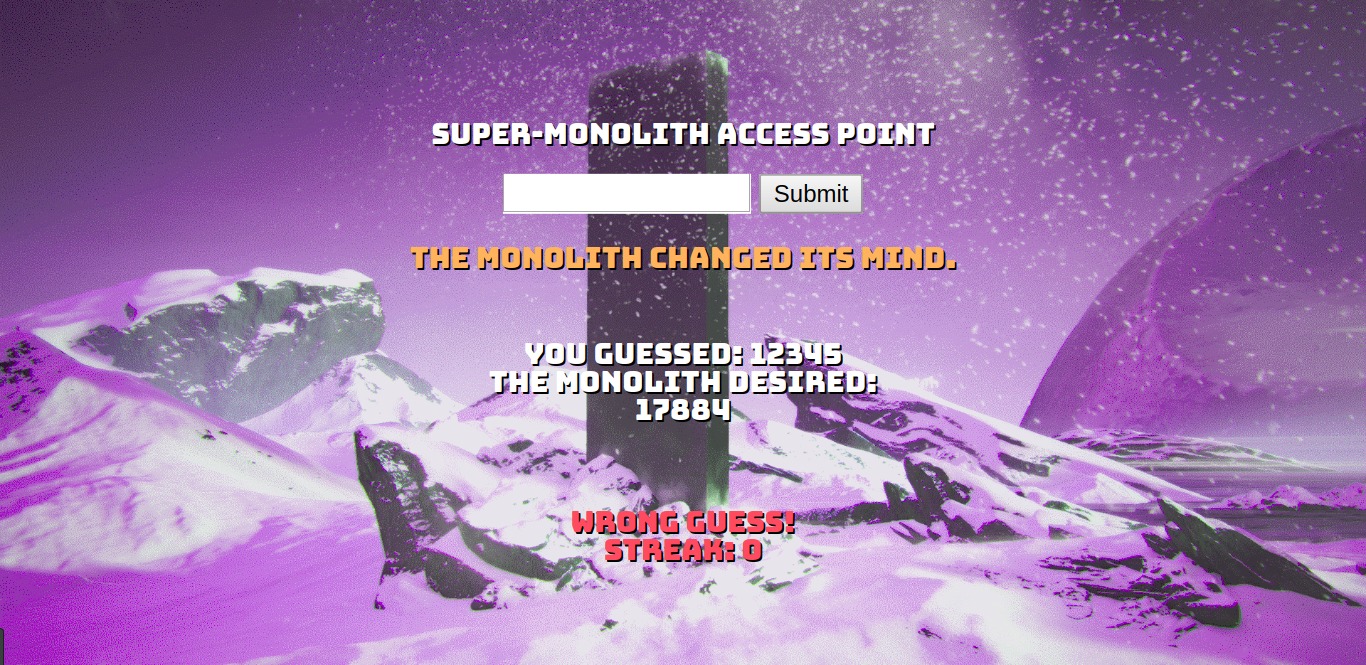 SUPER-MONOLITH ACCESS POINT
Submit
THE MONOLITH CHANGED ITS MIND.
YOU GUESSED: 12345
THE MONOLITH DESIRED:
17884
WRONG GUESS!
STREAK: 0